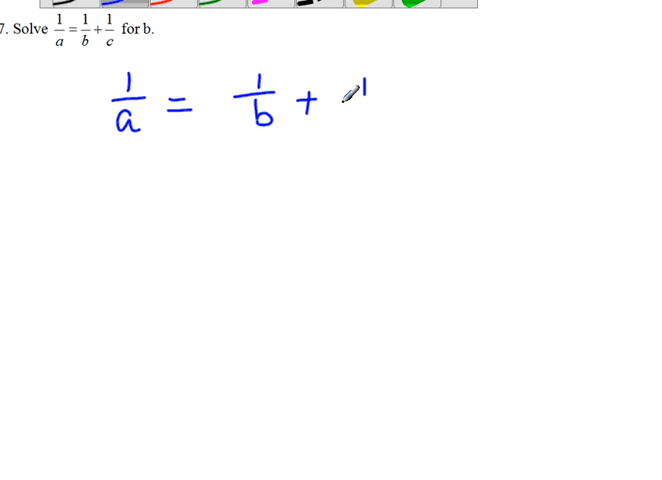 7. Solve 1/a = 1/b + 1/c for b.
1/a = 1/b + 1